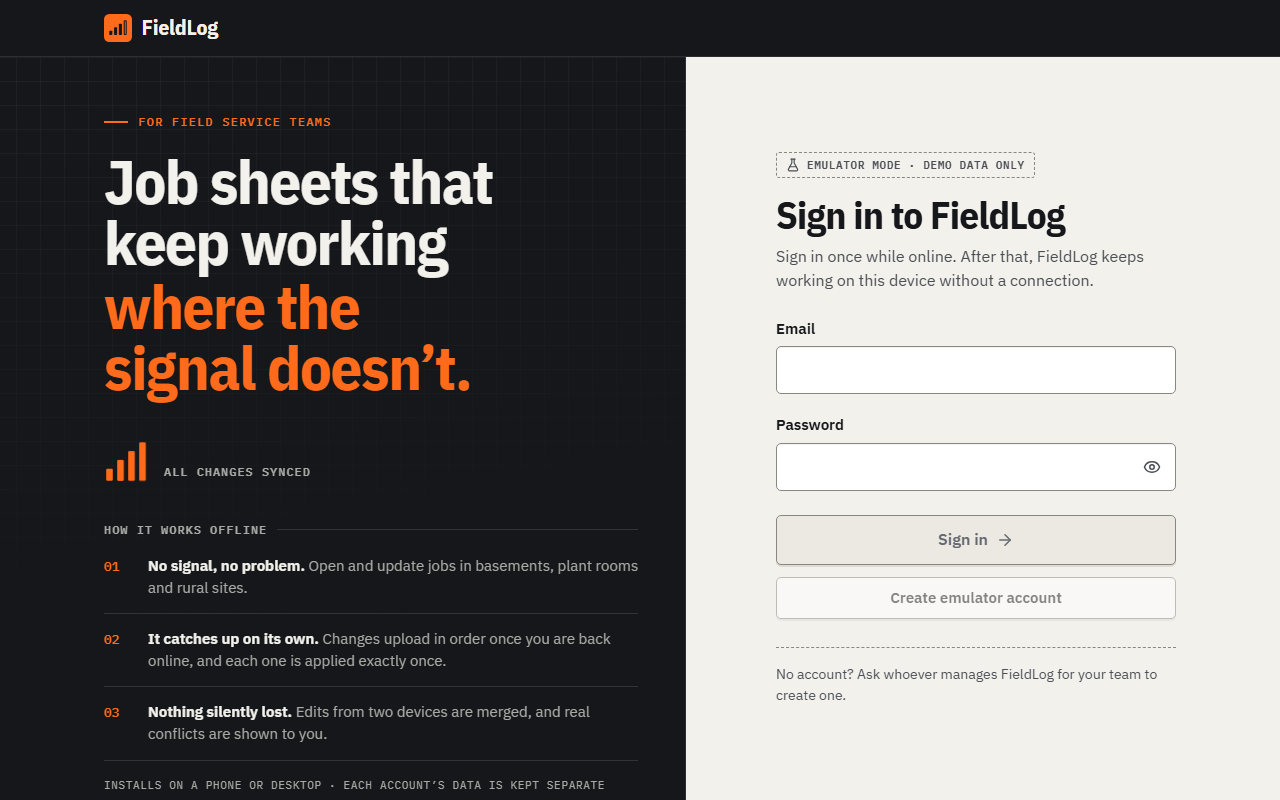 FieldLog
FOR FIELD SERVICE TEAMS
Job sheets that
keep working
where the
signal doesn’t.
ALL CHANGES SYNCED
HOW IT WORKS OFFLINE
01 No signal, no problem. Open and update jobs in basements, plant rooms
and rural sites.
02 It catches up on its own. Changes upload in order once you are back
online, and each one is applied exactly once.
03 Nothing silently lost. Edits from two devices are merged, and real
conflicts are shown to you.
INSTALLS ON A PHONE OR DESKTOP · EACH ACCOUNT’S DATA IS KEPT SEPARATE
EMULATOR MODE · DEMO DATA ONLY
Sign in to FieldLog
Sign in once while online. After that, FieldLog keeps
working on this device without a connection.
Email
Password
Sign in
Create emulator account
No account? Ask whoever manages FieldLog for your team to
create one.